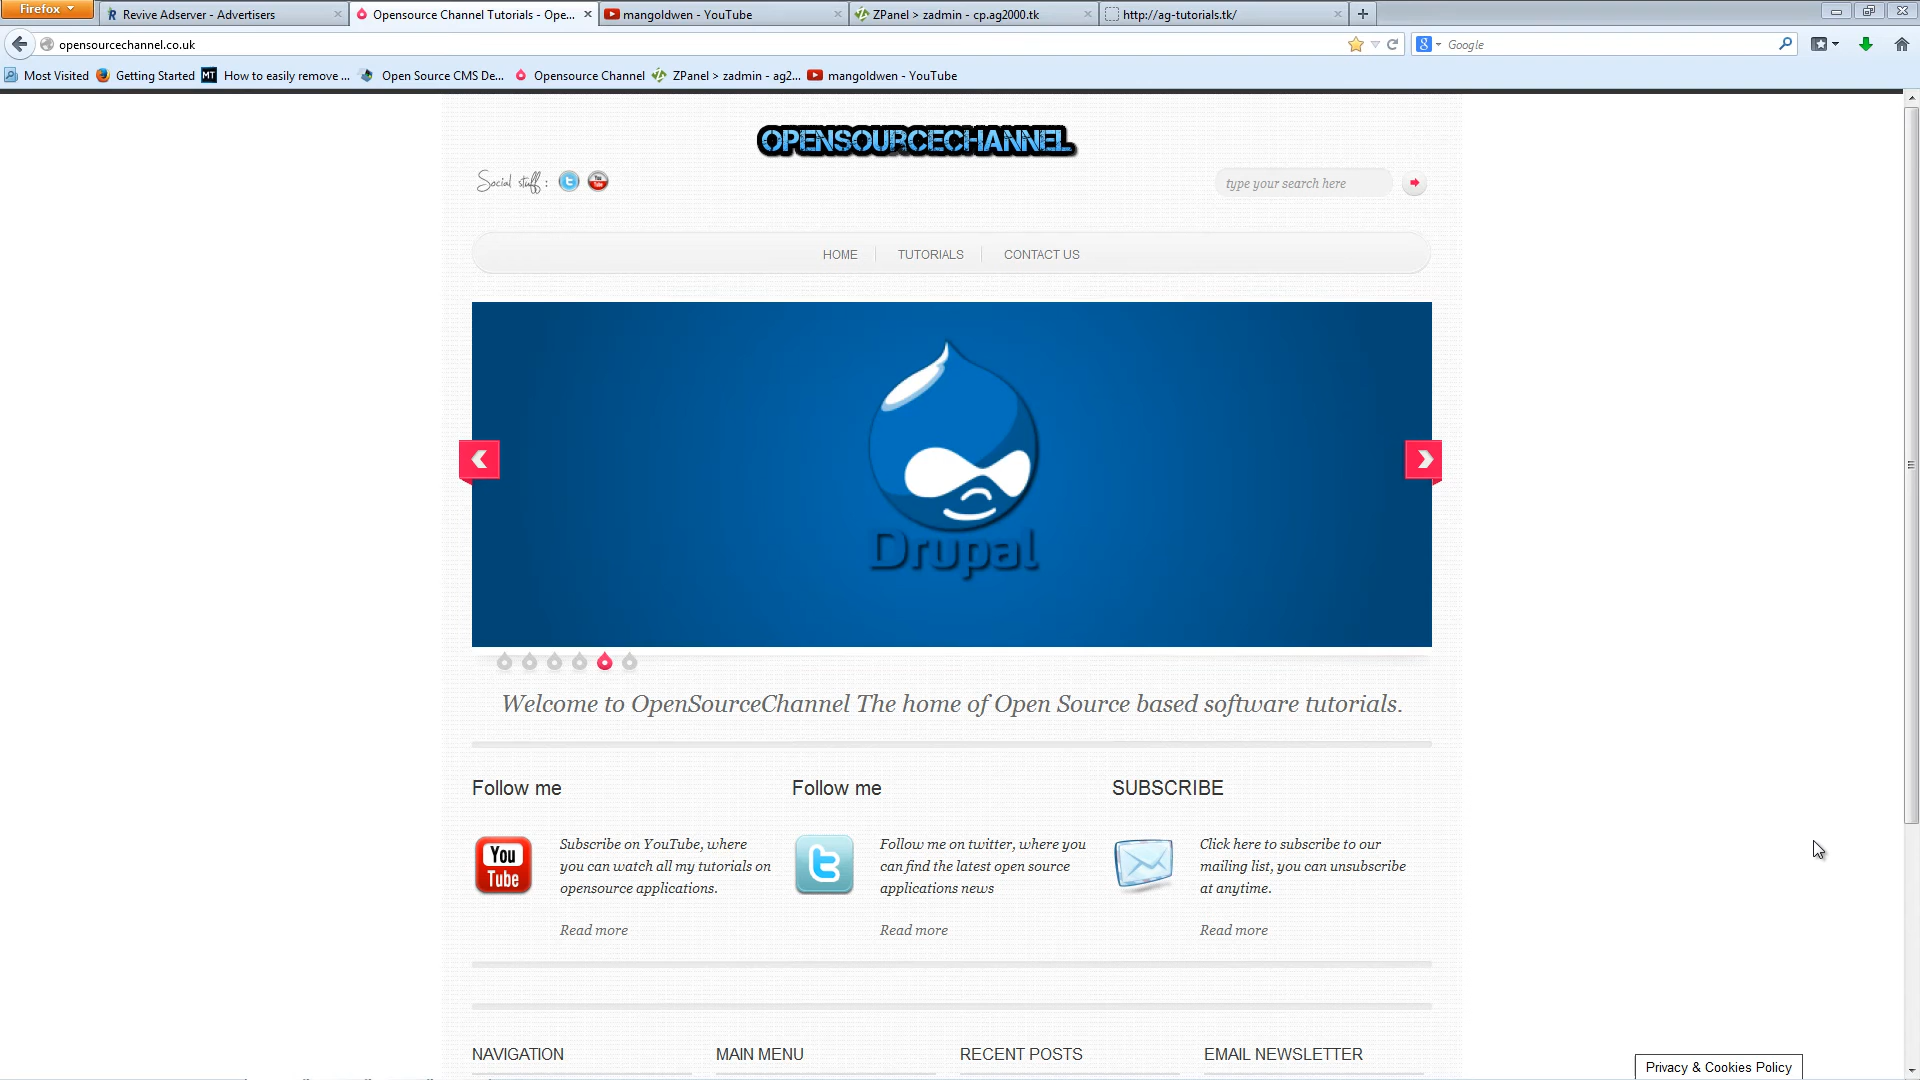 Firefox
Revive Adserver - Advertisers
Opensource Channel Tutorials - Ope...
mangoldwen - YouTube
ZPanel > zadmin - cp.ag2000.tk
http://ag-tutorials.tk/
opensourcechannel.co.uk
Google
Most Visited
Getting Started
MT
How to easily remove ...
Open Source CMS De...
Opensource Channel
ZPanel > zadmin - ag2...
mangoldwen - YouTube
OPENSOURCECHANNEL
Social stuff :
type your search here
HOME
TUTORIALS
CONTACT US
Drupal
Welcome to OpenSourceChannel The home of Open Source based software tutorials.
Follow me
Follow me
SUBSCRIBE
You
Tube
Subscribe on YouTube, where
you can watch all my tutorials on
opensource applications.
Read more
Follow me on twitter, where you
can find the latest open source
applications news
Read more
Click here to subscribe to our
mailing list, you can unsubscribe
at anytime.
Read more
NAVIGATION
MAIN MENU
RECENT POSTS
EMAIL NEWSLETTER
Privacy & Cookies Policy